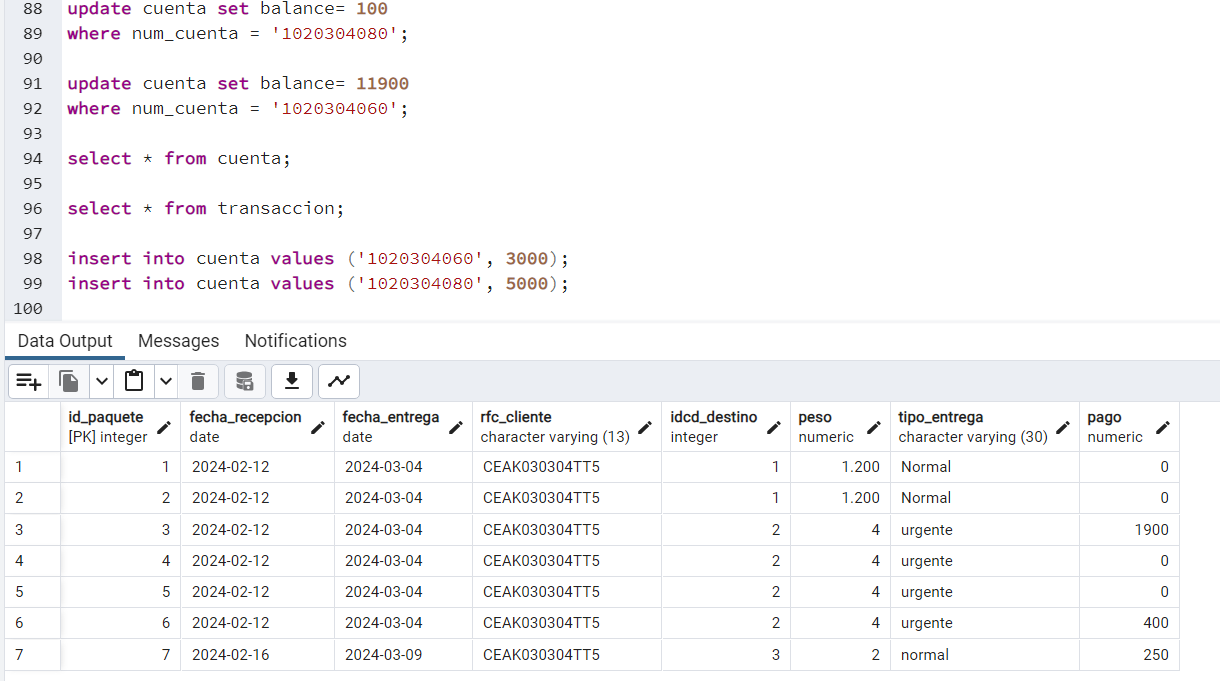 88 update cuenta set balance= 100
89 where num_cuenta = '1020304080';
90
91 update cuenta set balance= 11900
92 where num_cuenta = '1020304060';
93
94 select * from cuenta;
95
96 select * from transaccion;
97
98 insert into cuenta values ('1020304060', 3000);
99 insert into cuenta values ('1020304080', 5000);
100
Data Output Messages Notifications
id_paquete fecha_recepcion fecha_entrega rfc_cliente idcd_destino peso tipo_entrega pago
[PK] integer date date character varying (13) integer numeric character varying (30) numeric
1 1 2024-02-12 2024-03-04 CEAK030304TT5 1 1.200 Normal 0
2 2 2024-02-12 2024-03-04 CEAK030304TT5 1 1.200 Normal 0
3 3 2024-02-12 2024-03-04 CEAK030304TT5 2 4 urgente 1900
4 4 2024-02-12 2024-03-04 CEAK030304TT5 2 4 urgente 0
5 5 2024-02-12 2024-03-04 CEAK030304TT5 2 4 urgente 0
6 6 2024-02-12 2024-03-04 CEAK030304TT5 2 4 urgente 400
7 7 2024-02-16 2024-03-09 CEAK030304TT5 3 2 normal 250